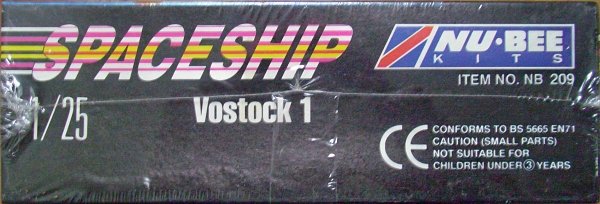 SPACESHIP
NU·BEE
KITS
ITEM NO. NB 209
1/25
Vostock 1
CE
CONFORMS TO BS 5665 EN71
CAUTION (SMALL PARTS)
NOT SUITABLE FOR
CHILDREN UNDER ③ YEARS